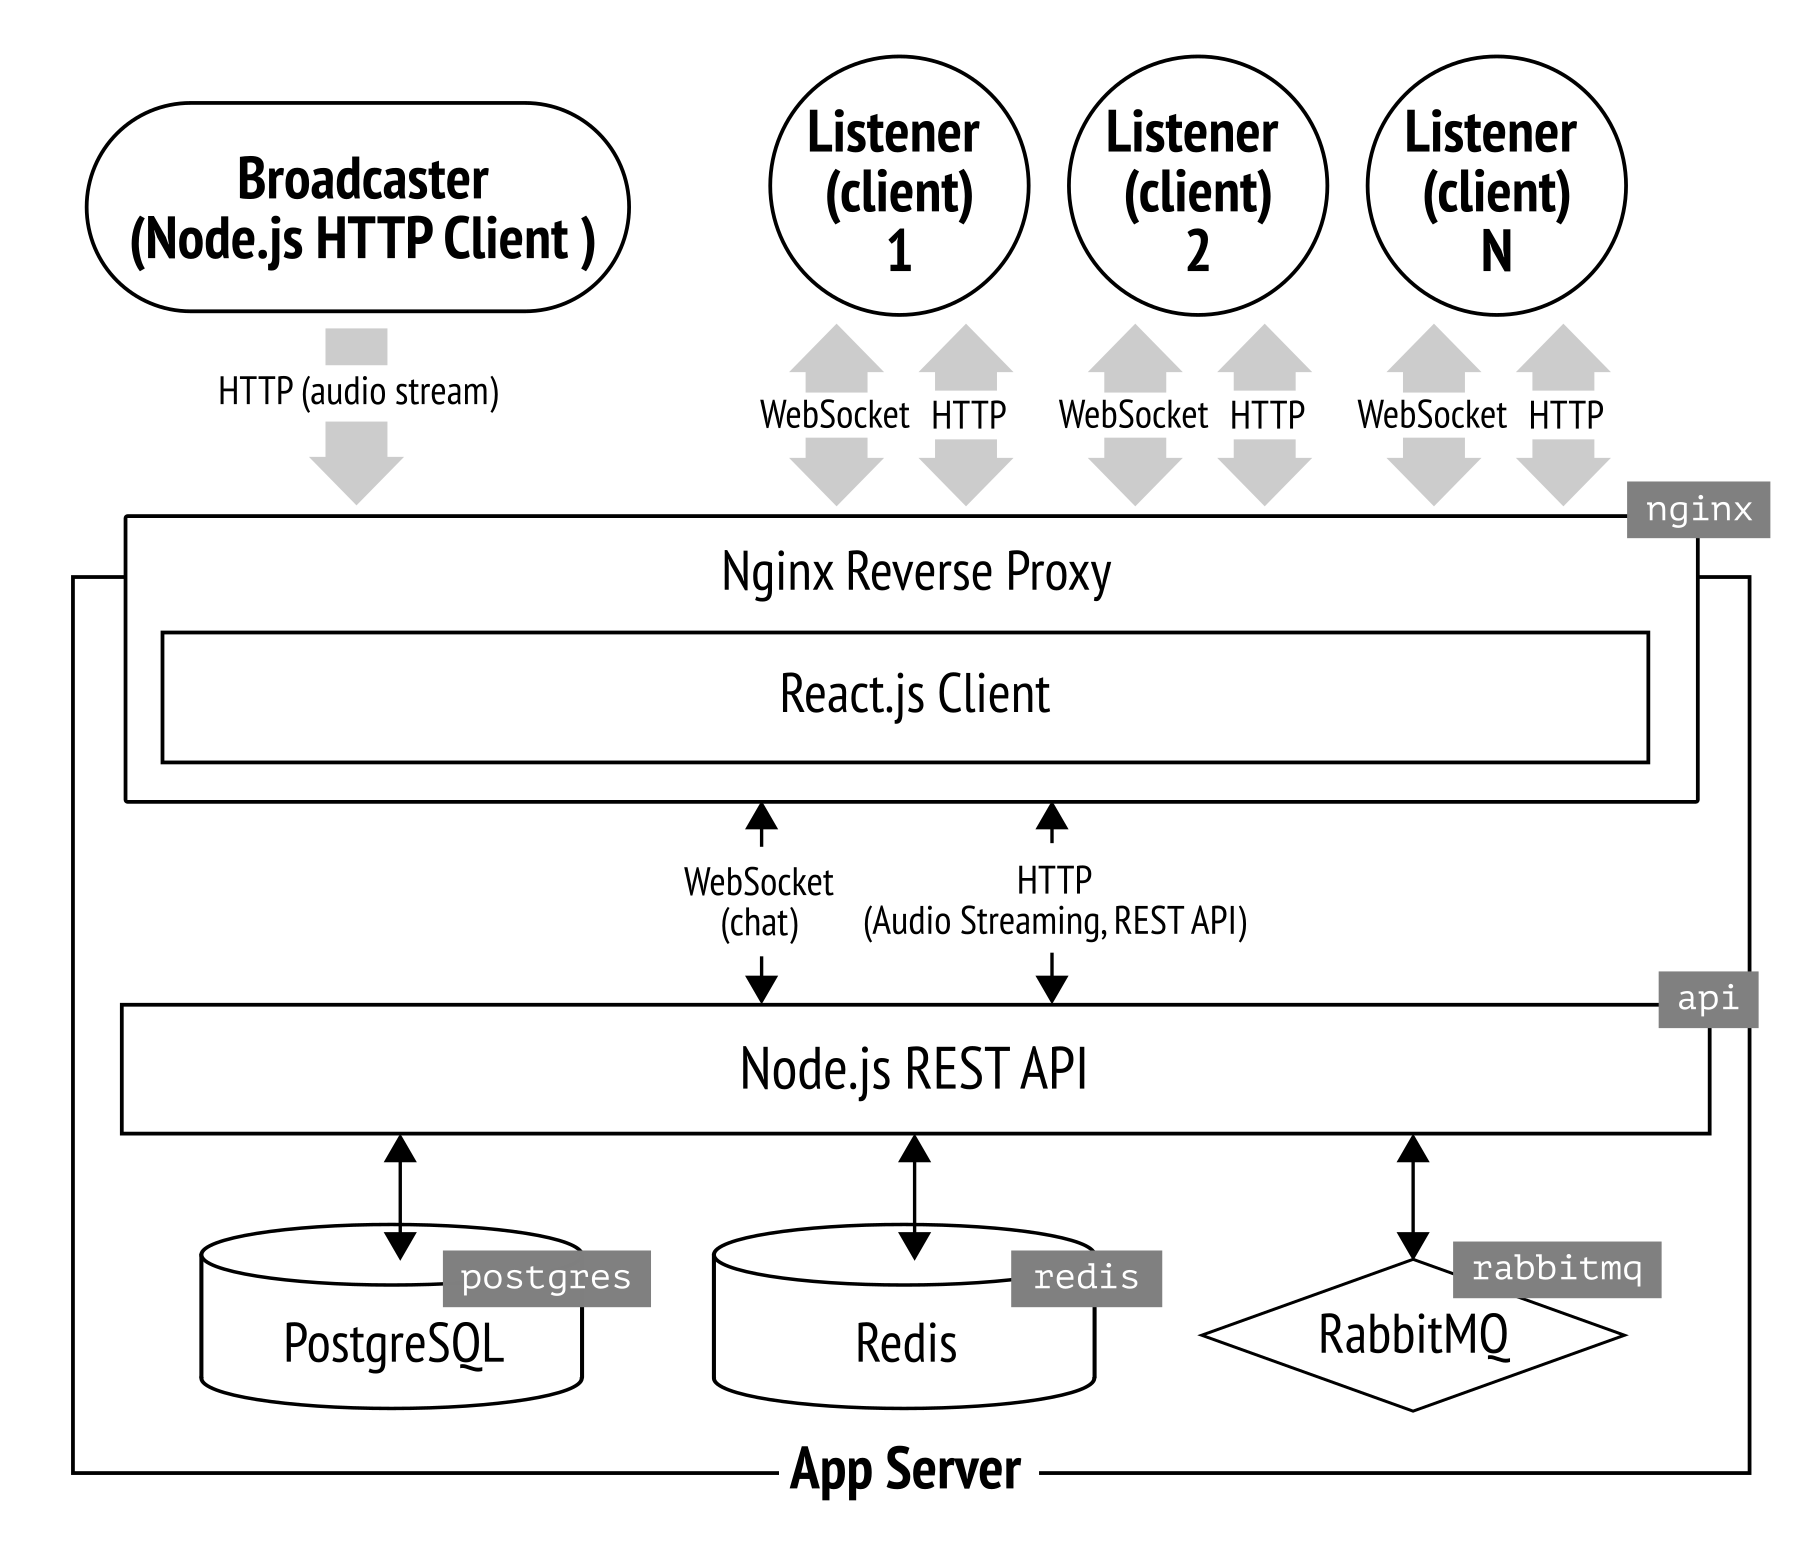 Broadcaster
(Node.js HTTP Client )
Listener
(client)
1
Listener
(client)
2
Listener
(client)
N
HTTP (audio stream)
WebSocket
HTTP
WebSocket
HTTP
WebSocket
HTTP
nginx
Nginx Reverse Proxy
React.js Client
WebSocket
(chat)
HTTP
(Audio Streaming, REST API)
api
Node.js REST API
postgres
PostgreSQL
redis
Redis
rabbitmq
RabbitMQ
App Server